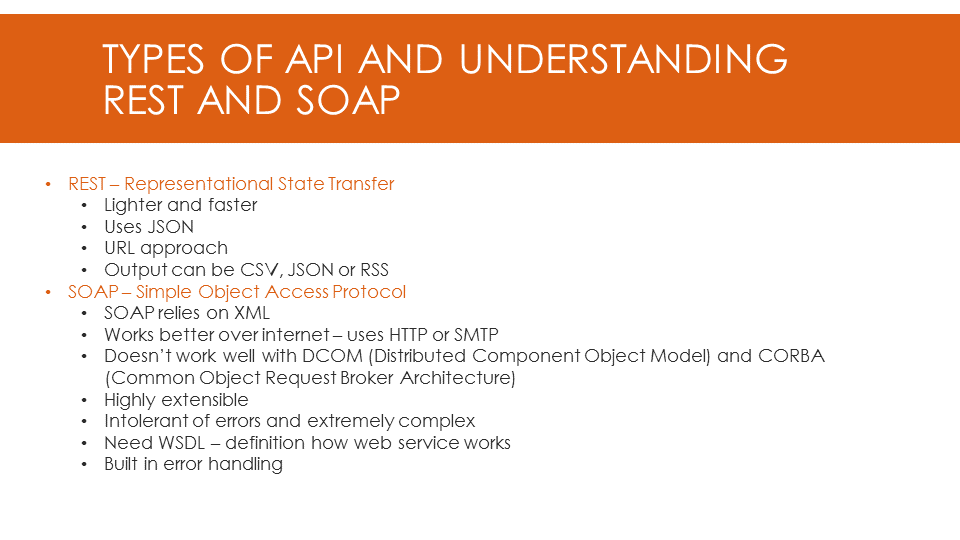 TYPES OF API AND UNDERSTANDING
REST AND SOAP
• REST – Representational State Transfer
• Lighter and faster
• Uses JSON
• URL approach
• Output can be CSV, JSON or RSS
• SOAP – Simple Object Access Protocol
• SOAP relies on XML
• Works better over internet – uses HTTP or SMTP
• Doesn't work well with DCOM (Distributed Component Object Model) and CORBA
(Common Object Request Broker Architecture)
• Highly extensible
• Intolerant of errors and extremely complex
• Need WSDL – definition how web service works
• Built in error handling